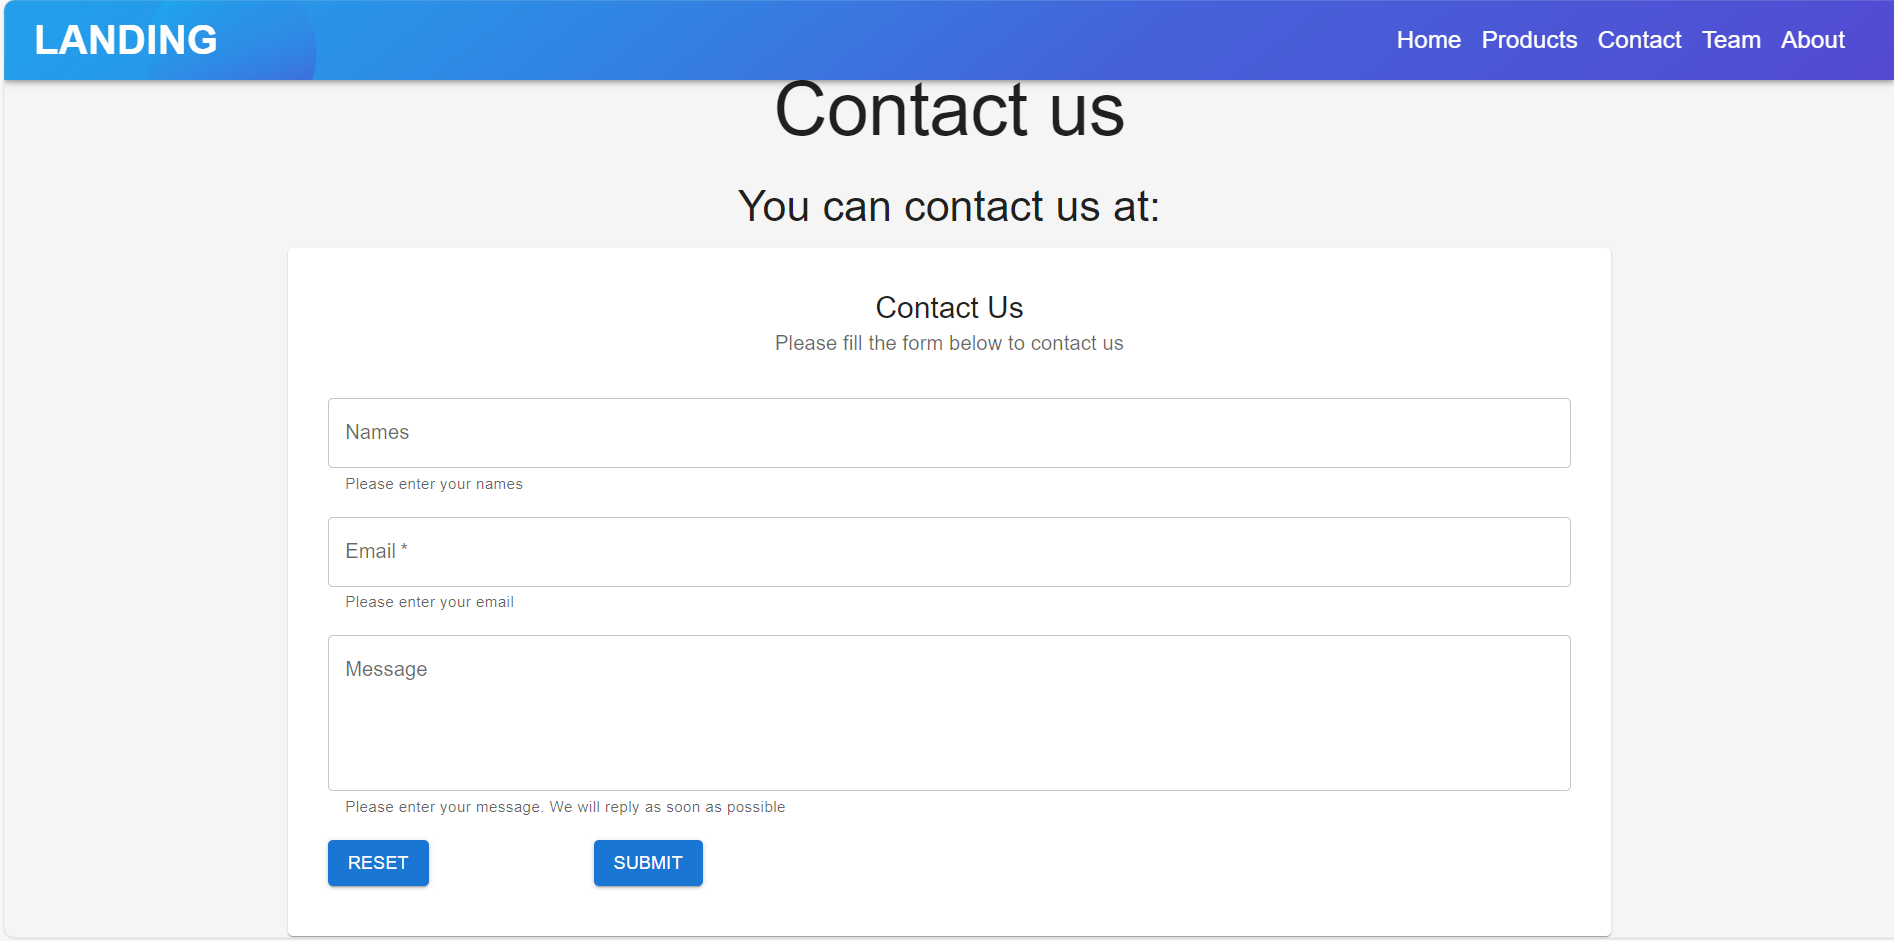 LANDING
Home Products Contact Team About
Contact us
You can contact us at:
Contact Us
Please fill the form below to contact us
Names
Please enter your names
Email *
Please enter your email
Message
Please enter your message. We will reply as soon as possible
RESET SUBMIT